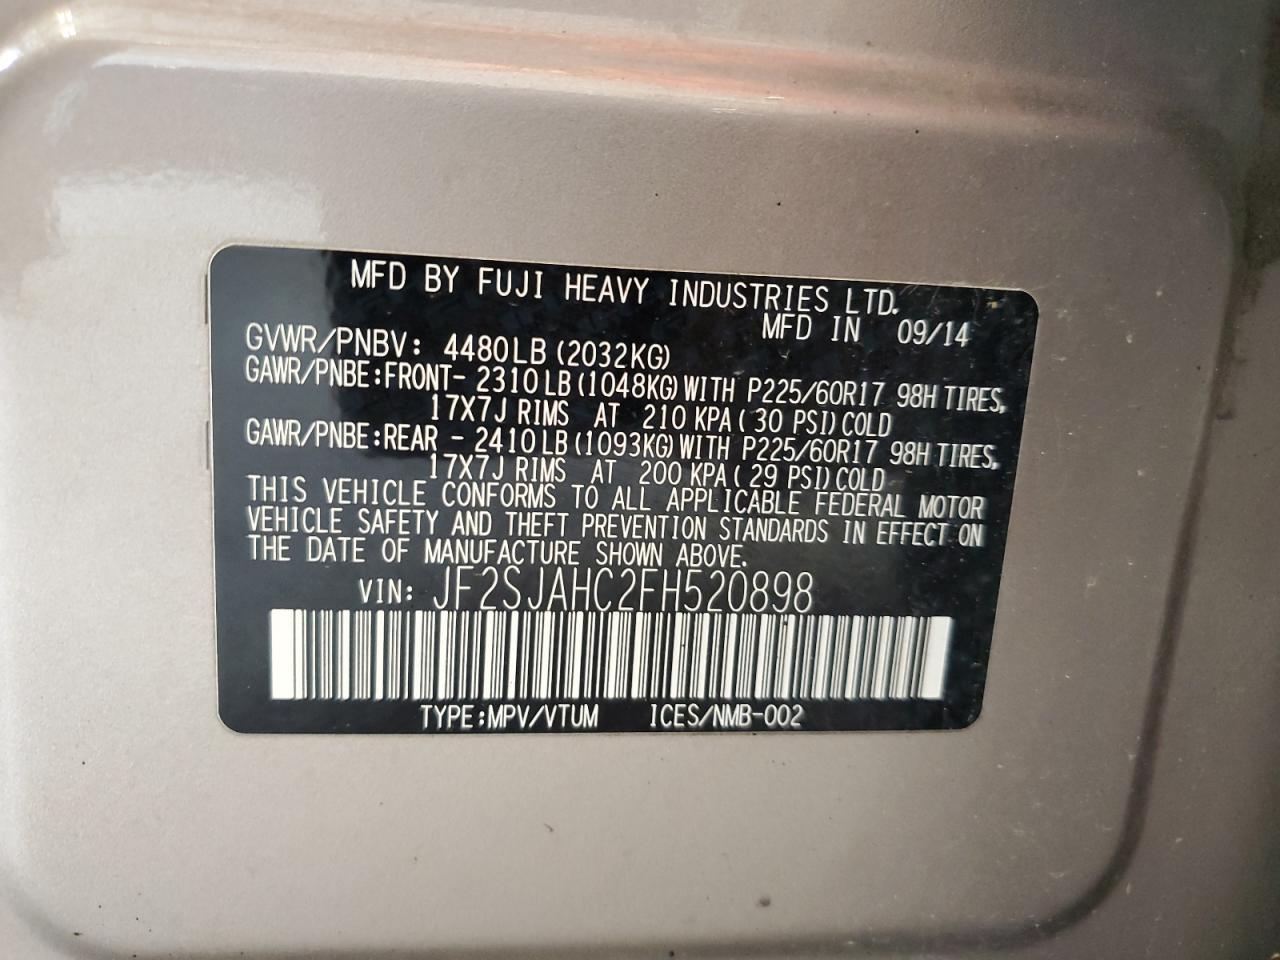 MFD BY FUJI HEAVY INDUSTRIES LTD.
MFD IN 09/14
GVWR/PNBV: 4480LB(2032KG)
GAWR/PNBE:FRONT- 2310LB(1048KG)WITH P225/60R17 98H TIRES,
17X7J RIMS AT 210 KPA(30 PSI)COLD
GAWR/PNBE:REAR - 2410LB(1093KG)WITH P225/60R17 98H TIRES,
17X7J RIMS AT 200 KPA(29 PSI)COLD
THIS VEHICLE CONFORMS TO ALL APPLICABLE FEDERAL MOTOR
VEHICLE SAFETY AND THEFT PREVENTION STANDARDS IN EFFECT ON
THE DATE OF MANUFACTURE SHOWN ABOVE.
VIN: JF2SJAHC2FH520898
TYPE:MPV/VTUM ICES/NMB-002